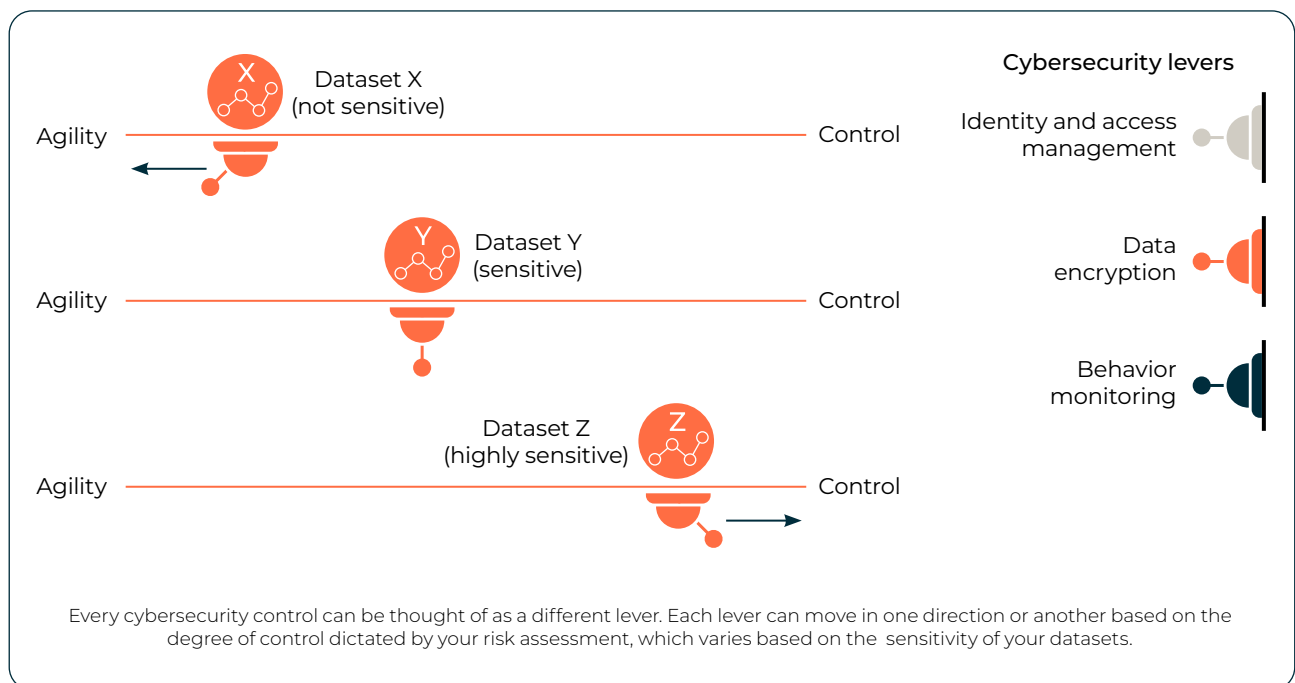 X
Dataset X
(not sensitive)
Agility
Control
Y
Dataset Y
(sensitive)
Agility
Control
Z
Dataset Z
(highly sensitive)
Agility
Control
Cybersecurity levers
Identity and access
management
Data
encryption
Behavior
monitoring
Every cybersecurity control can be thought of as a different lever. Each lever can move in one direction or another based on the
degree of control dictated by your risk assessment, which varies based on the sensitivity of your datasets.